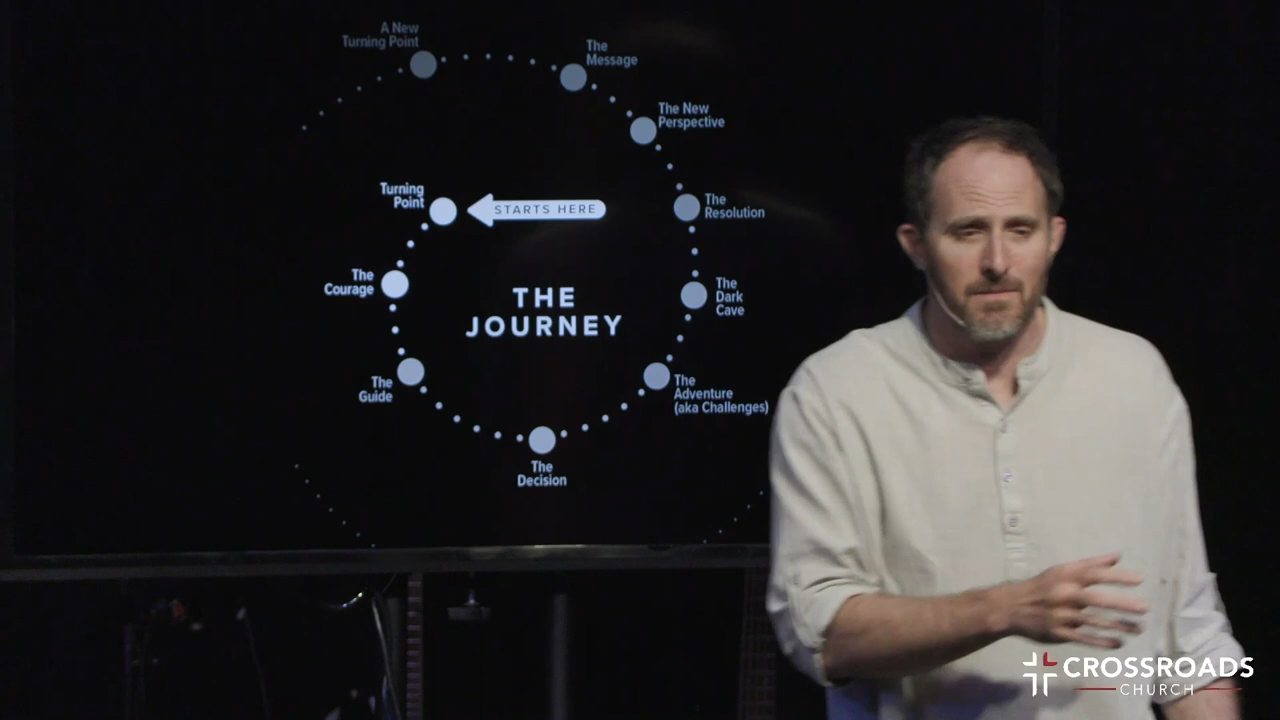 A New
Turning Point
The
Message
The New
Perspective
Turning
Point
STARTS HERE
The
Resolution
The
Courage
THE
JOURNEY
The
Dark
Cave
The
Guide
The
Adventure
(aka Challenges)
The
Decision
CROSSROADS
CHURCH